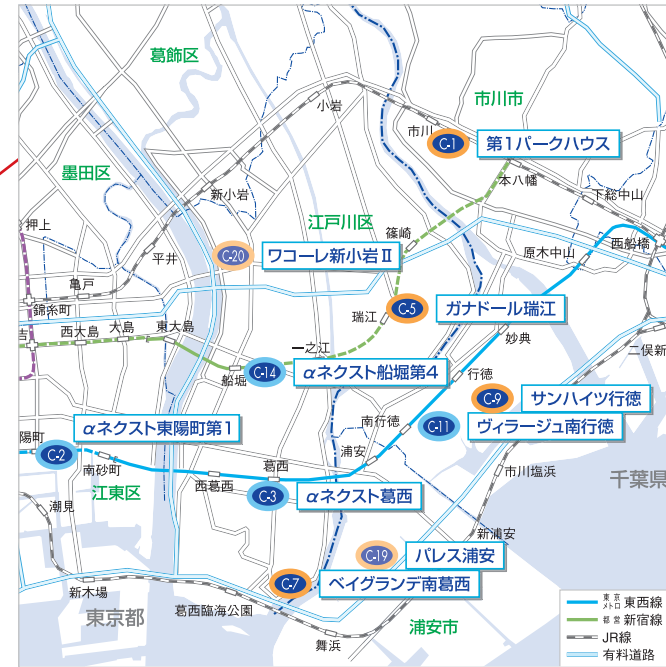 葛飾区
小岩
市川市
市川
C-1
第1パークハウス
墨田区
本八幡
新小岩
下総中山
押上
江戸川区
篠崎
西船橋
平井
C-20
ワコーレ新小岩Ⅱ
原木中山
亀戸
錦糸町
瑞江
C-5
ガナドール瑞江
吉
西大島
大島
東大島
一之江
妙典
二俣新
船堀
C-14
αネクスト船堀第4
行徳
C-9
サンハイツ行徳
αネクスト東陽町第1
南行徳
C-11
ヴィラージュ南行徳
陽町
C-2
南砂町
浦安
葛西
西葛西
市川塩浜
千葉県
江東区
C-3
αネクスト葛西
潮見
新浦安
C-19
パレス浦安
新木場
C-7
ベイグランデ南葛西
東京都
葛西臨海公園
浦安市
舞浜
東京メトロ 東西線
都営 新宿線
JR線
有料道路